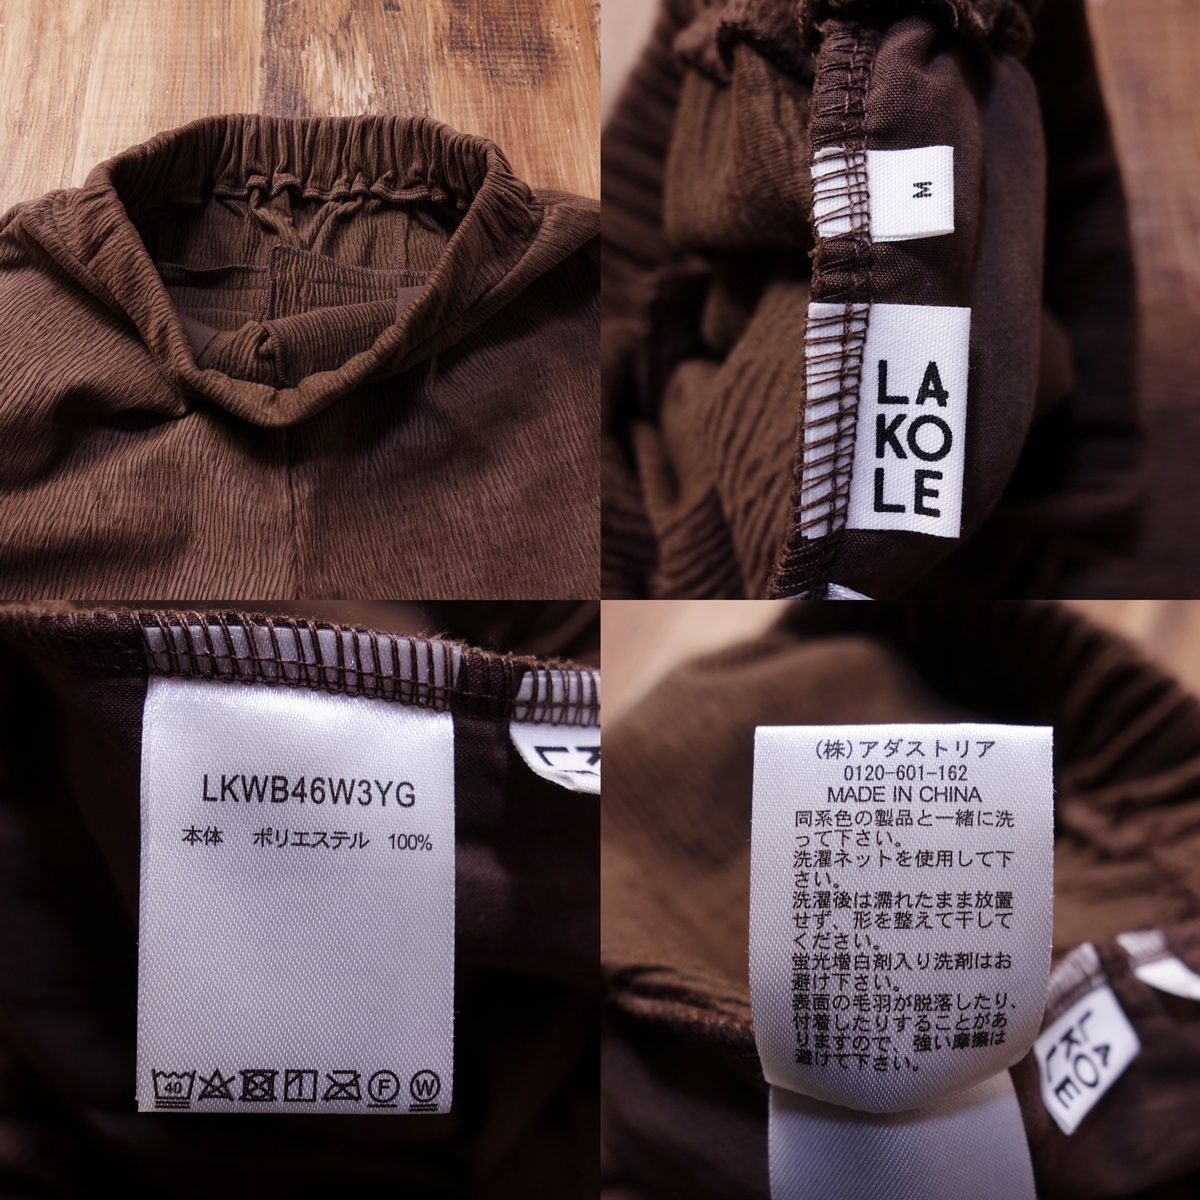 M
LA
KO
LE
LKWB46W3YG
本体 ポリエステル 100%
40
F
W
(株)アダストリア
0120-601-162
MADE IN CHINA
同系色の製品と一緒に洗
って下さい。
洗濯ネットを使用して下
さい。
洗濯後は濡れたまま放置
せず、形を整えて干して
ください。
蛍光増白剤入り洗剤はお
避け下さい。
表面の毛羽が脱落したり、
付着したりすることがあ
りますので、強い摩擦は
避けて下さい。
LA
KO
LE